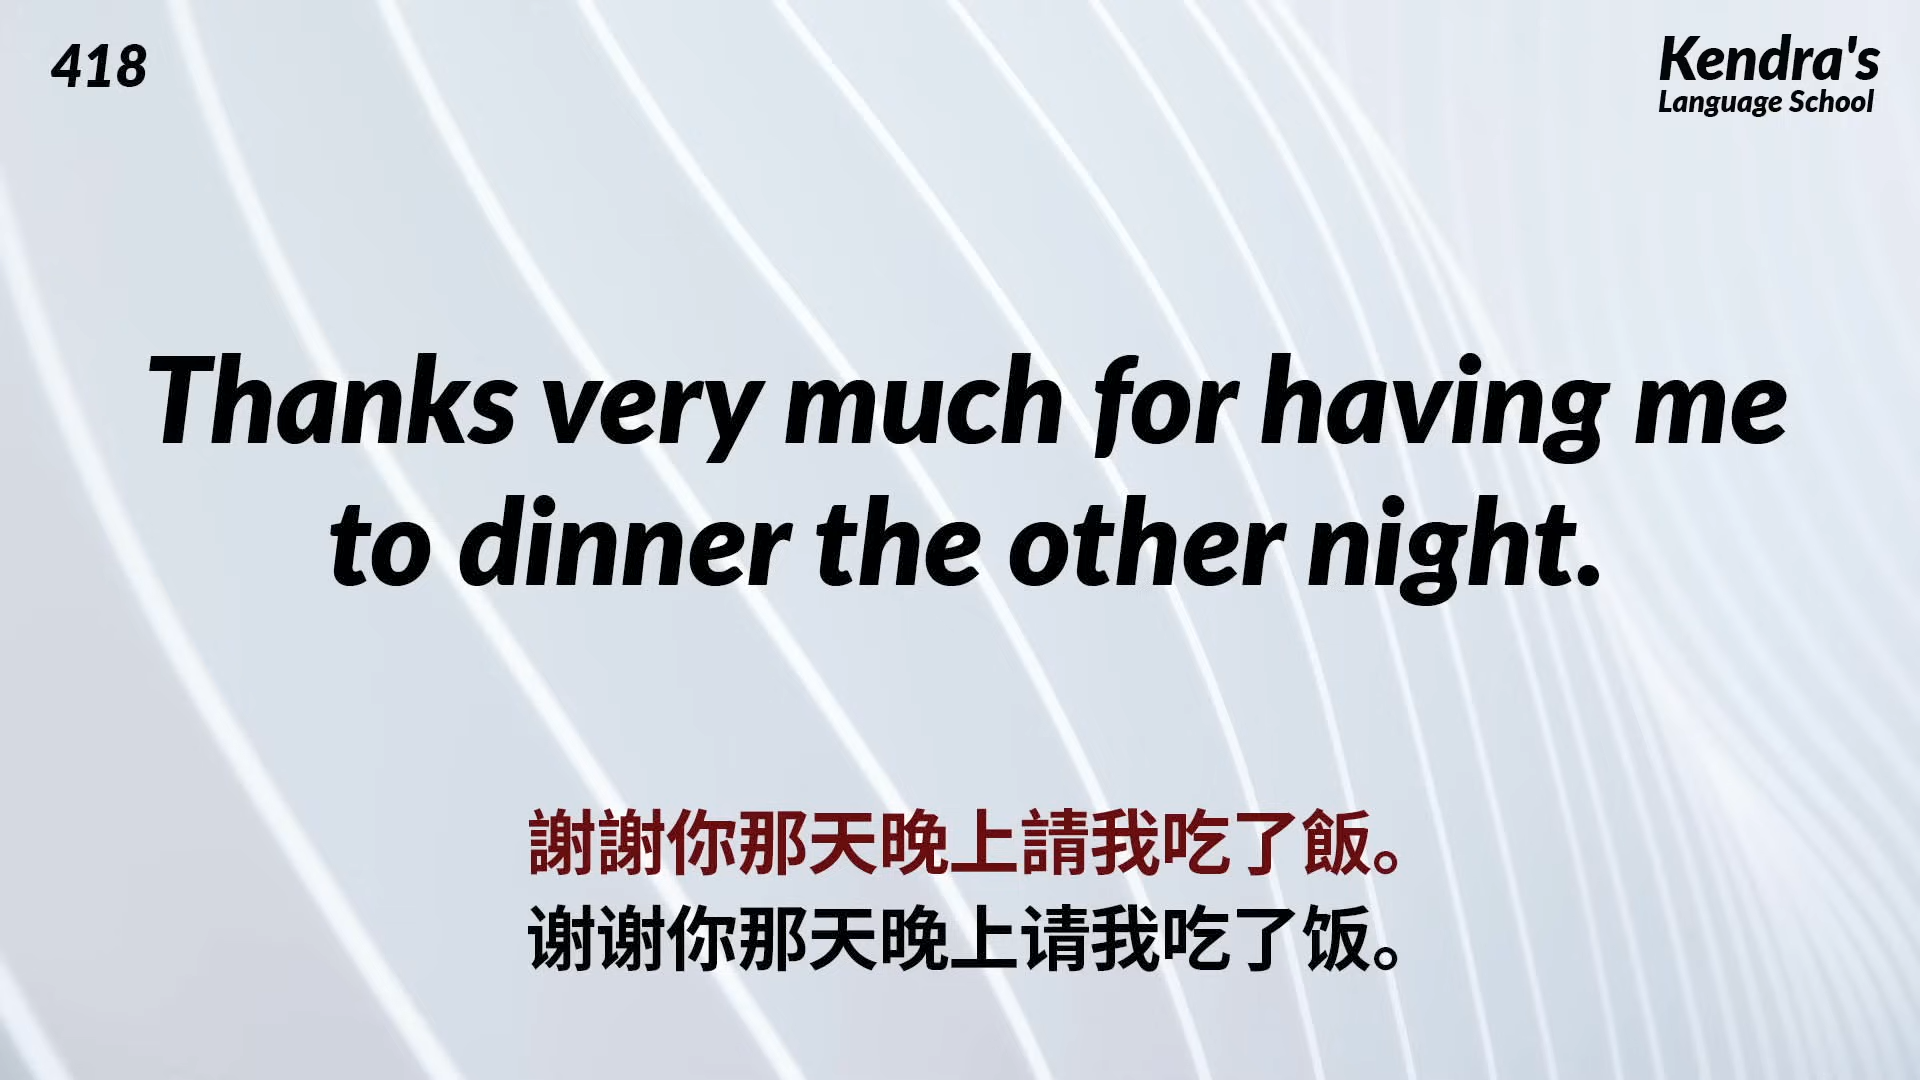 418
Kendra's
Language School
Thanks very much for having me
to dinner the other night.
謝謝你那天晚上請我吃了飯。
谢谢你那天晚上请我吃了饭。